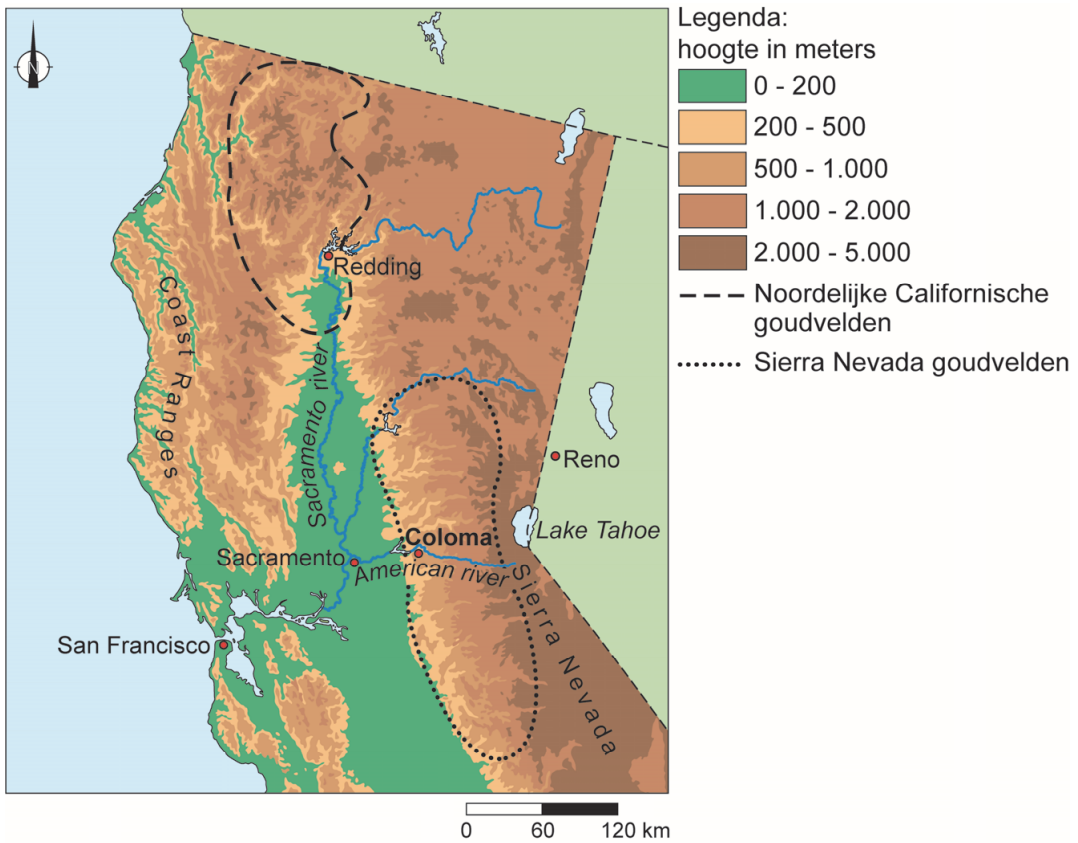 N
Legenda:
hoogte in meters
0 - 200
200 - 500
500 - 1.000
1.000 - 2.000
2.000 - 5.000
Noordelijke Californische
goudvelden
Sierra Nevada goudvelden
Redding
Coast Ranges
Sacramento river
Reno
Lake Tahoe
Coloma
Sacramento
American river
Sierra Nevada
San Francisco
0 60 120 km